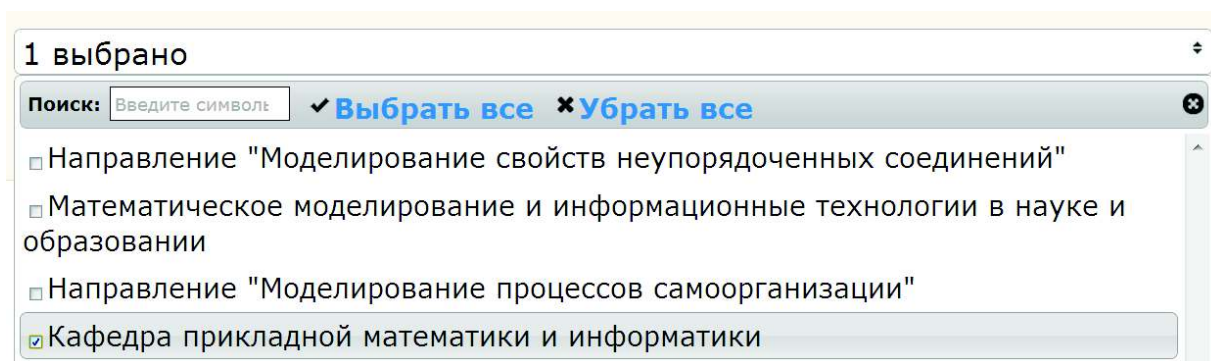 1 выбрано
Поиск: Введите символь Выбрать все Убрать все
Направление "Моделирование свойств неупорядоченных соединений"
Математическое моделирование и информационные технологии в науке и
образовании
Направление "Моделирование процессов самоорганизации"
Кафедра прикладной математики и информатики